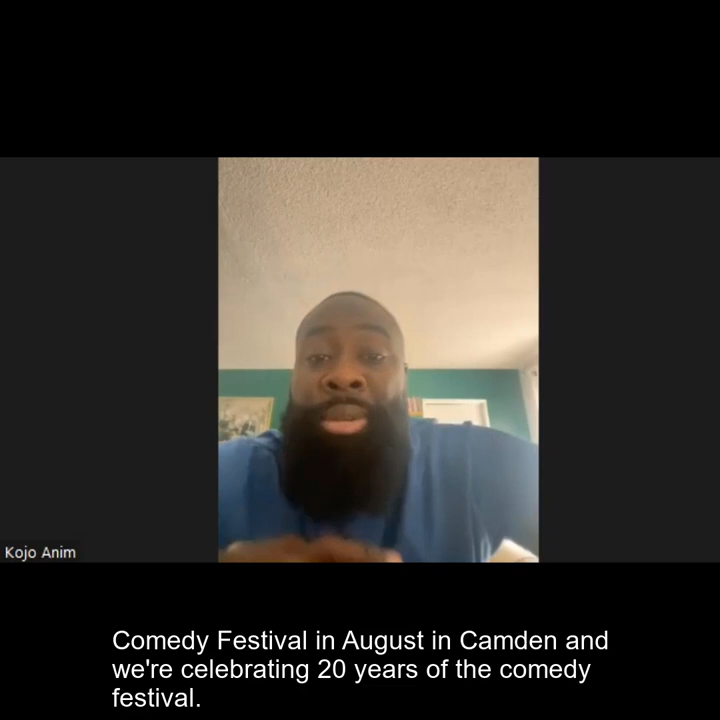 Kojo Anim
Comedy Festival in August in Camden and
we're celebrating 20 years of the comedy
festival.